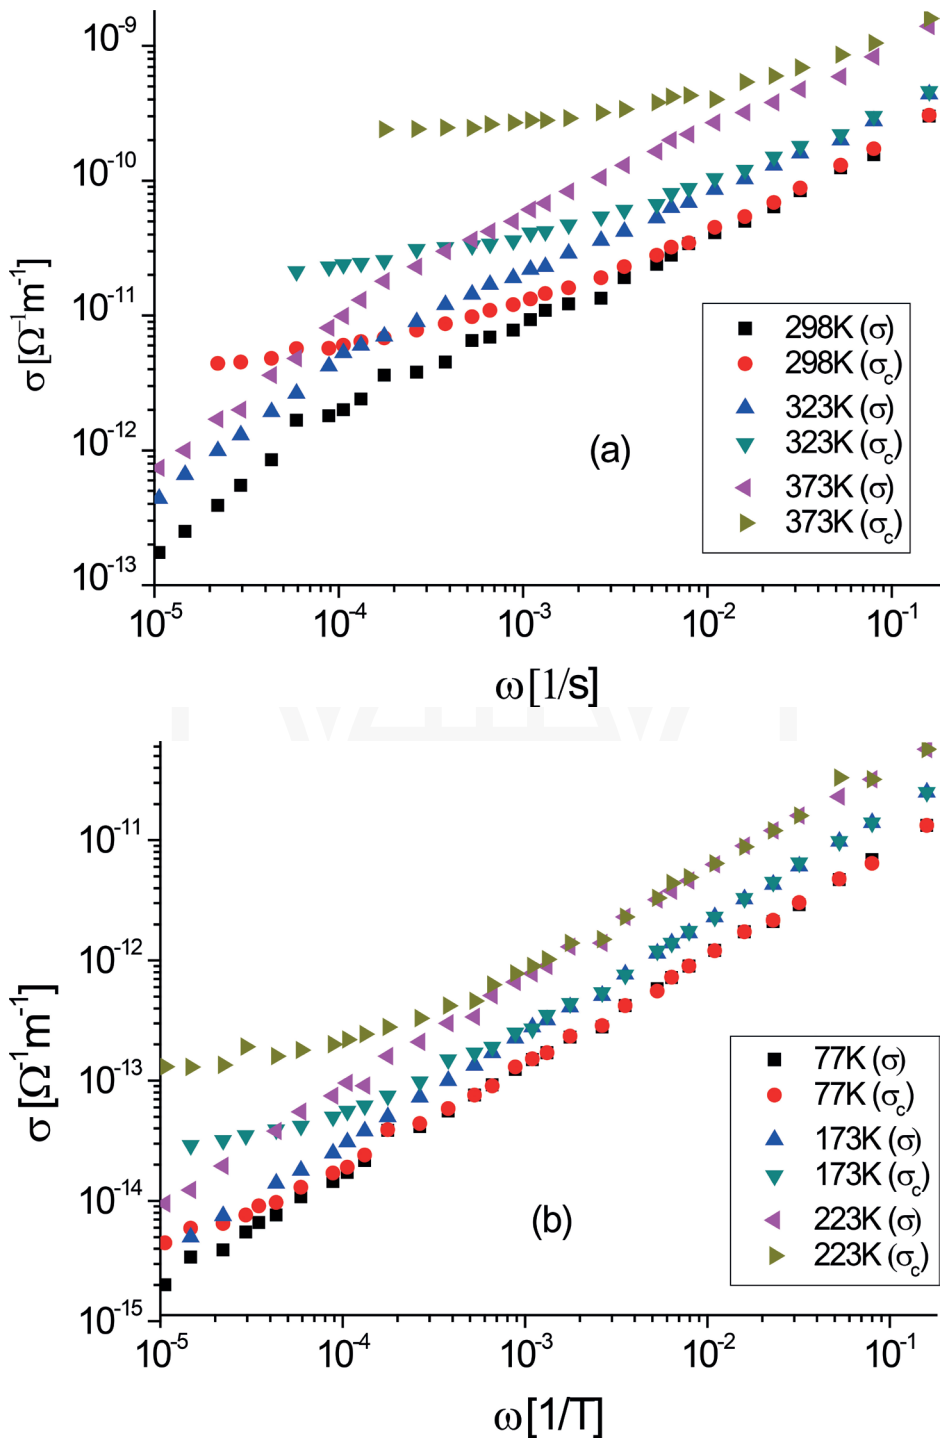 10⁻⁹
10⁻¹⁰
10⁻¹¹
10⁻¹²
10⁻¹³
σ [Ω⁻¹m⁻¹]
298K (σ)
298K (σc)
323K (σ)
323K (σc)
373K (σ)
373K (σc)
(a)
10⁻⁵ 10⁻⁴ 10⁻³ 10⁻² 10⁻¹
ω [1/s]
10⁻¹¹
10⁻¹²
10⁻¹³
10⁻¹⁴
10⁻¹⁵
σ [Ω⁻¹m⁻¹]
77K (σ)
77K (σc)
173K (σ)
173K (σc)
223K (σ)
223K (σc)
(b)
10⁻⁵ 10⁻⁴ 10⁻³ 10⁻² 10⁻¹
ω [1/T]